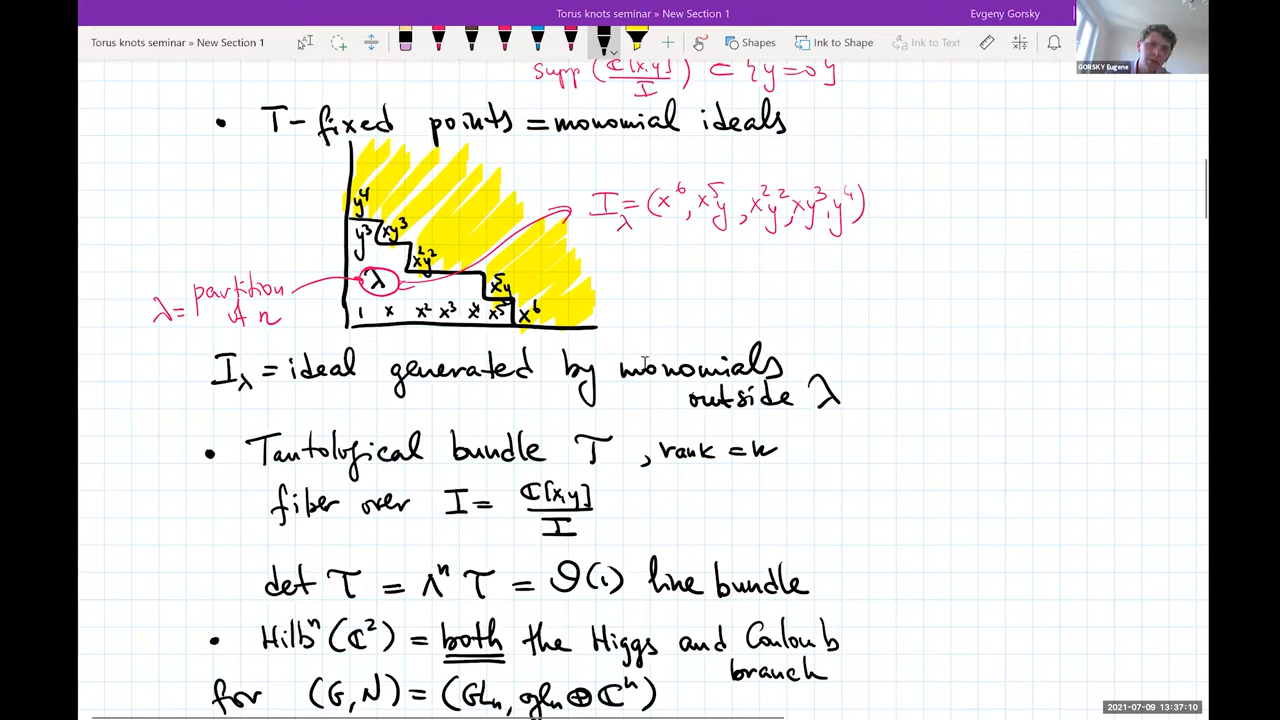 Torus knots seminar » New Section 1
Evgeny Gorsky
Torus knots seminar » New Section 1
Shapes
Ink to Shape
Ink to Text
GORSKY Eugene
supp (ℂ[x,y]/I) ⊂ {y=0}
• T-fixed points = monomial ideals
y⁴
y³ xy³
x²y²
x⁵y
1 x x² x³ x⁴ x⁵ x⁶
λ
I_λ = (x⁶, x⁵y, x²y², xy³, y⁴)
λ = partition
of n
I_λ = ideal generated by monomials
outside λ
• Tautological bundle T, rank = n
fiber over I = ℂ[x,y]/I
det T = Λⁿ T = O(1) line bundle
• Hilbⁿ(ℂ²) = both the Higgs and Coulomb
branch
for (G, N) = (GLₙ, glₙ ⊕ ℂⁿ)
2021-07-09 13:37:10